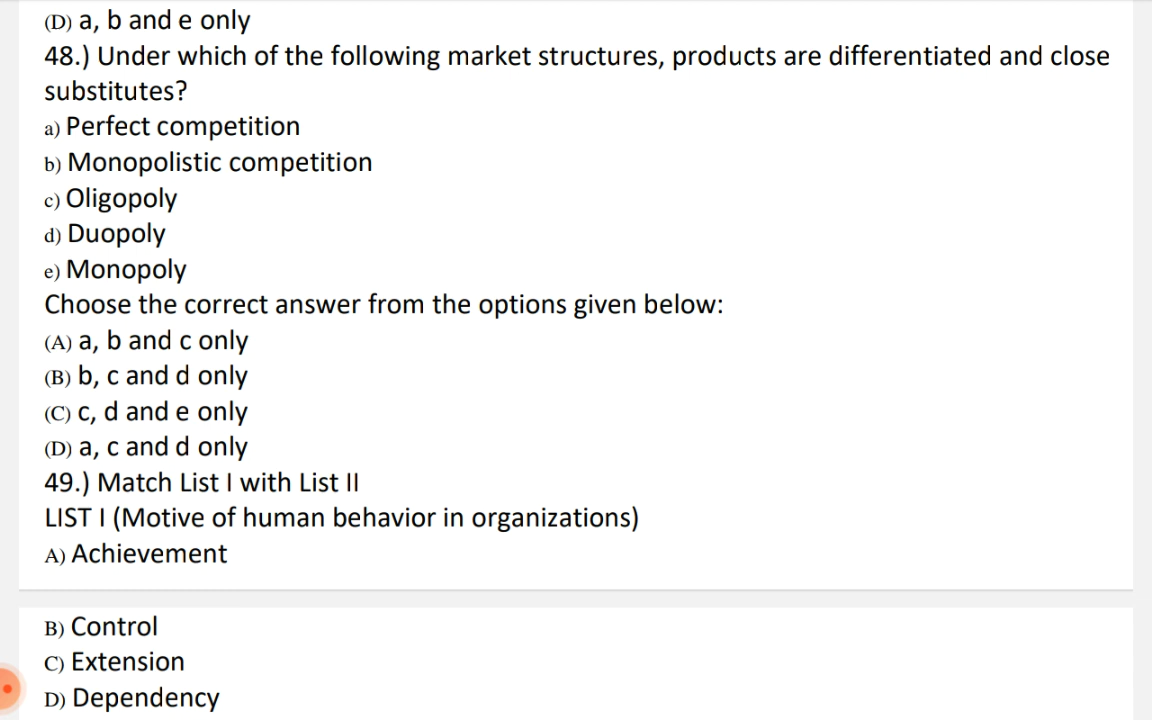 (D) a, b and e only
48.) Under which of the following market structures, products are differentiated and close
substitutes?
a) Perfect competition
b) Monopolistic competition
c) Oligopoly
d) Duopoly
e) Monopoly
Choose the correct answer from the options given below:
(A) a, b and c only
(B) b, c and d only
(C) c, d and e only
(D) a, c and d only
49.) Match List I with List II
LIST I (Motive of human behavior in organizations)
A) Achievement
B) Control
C) Extension
D) Dependency